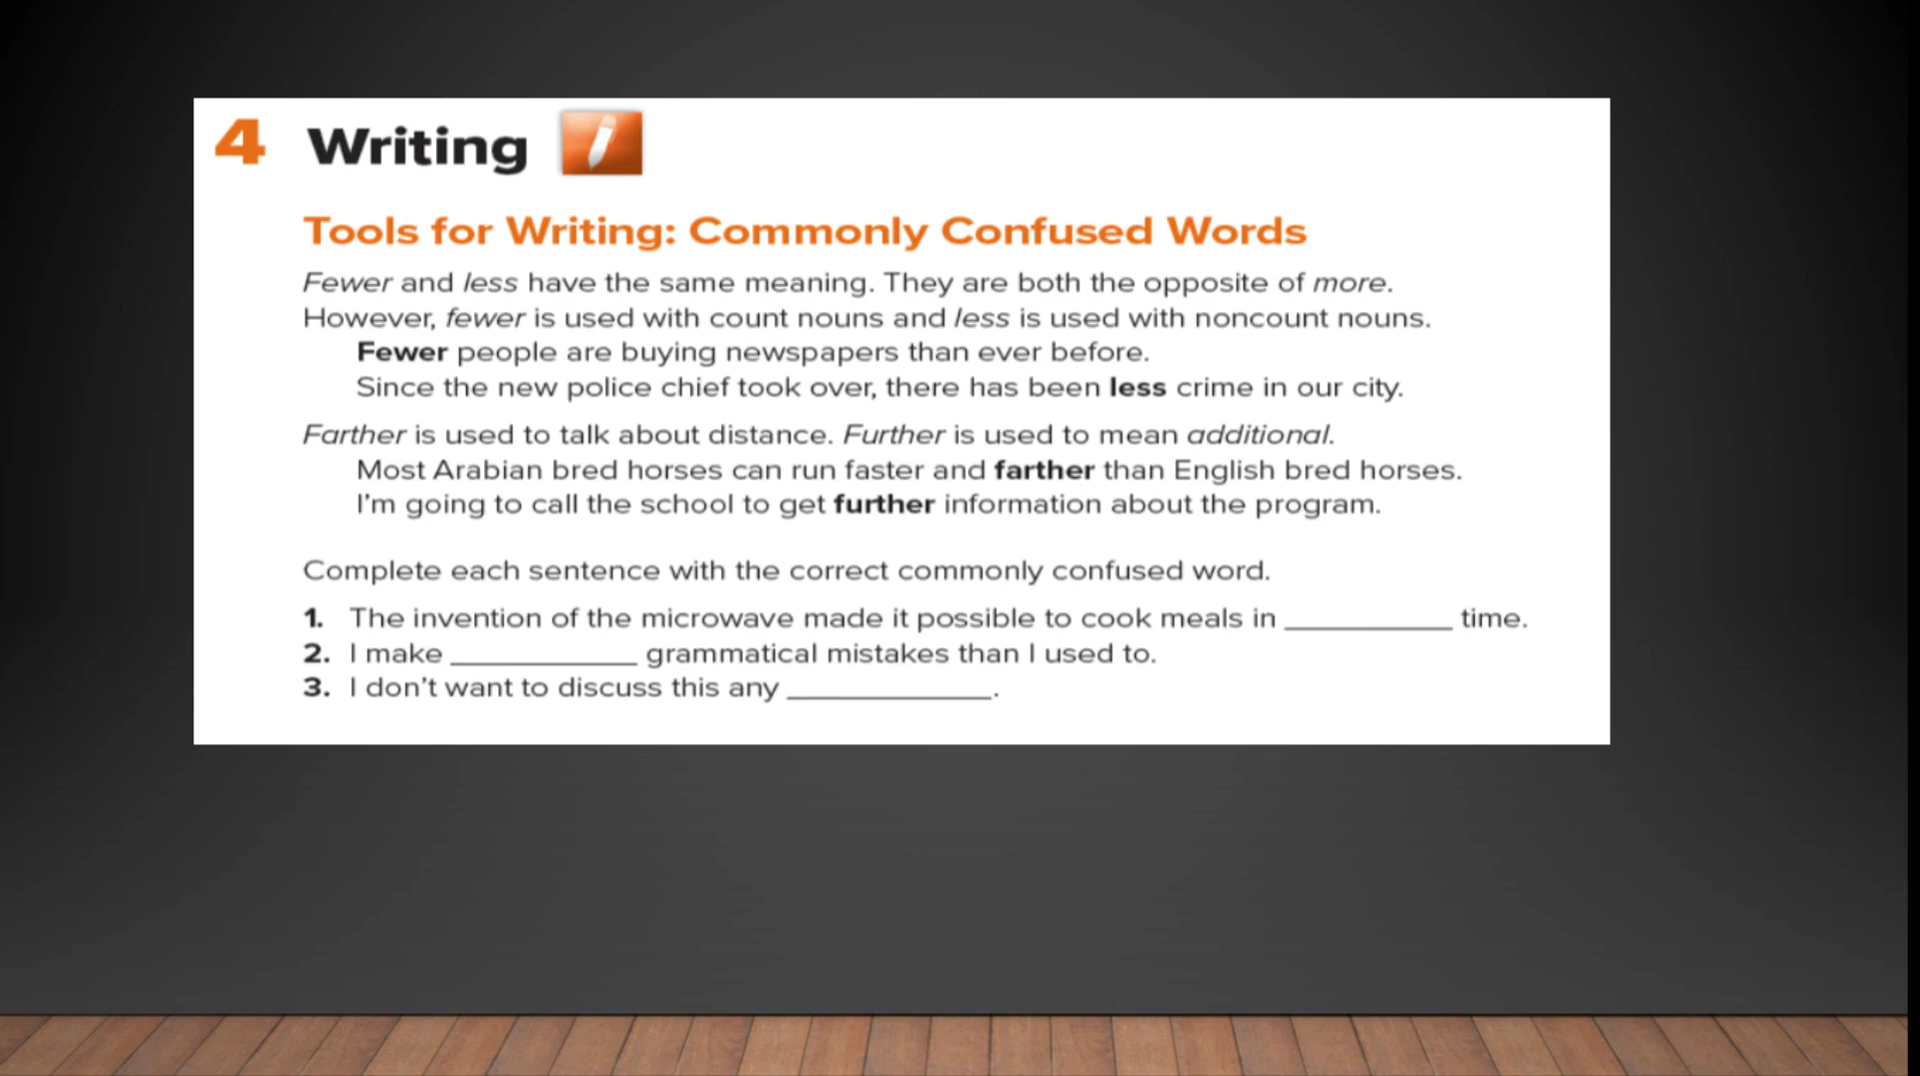 4 Writing
Tools for Writing: Commonly Confused Words
Fewer and less have the same meaning. They are both the opposite of more.
However, fewer is used with count nouns and less is used with noncount nouns.
Fewer people are buying newspapers than ever before.
Since the new police chief took over, there has been less crime in our city.
Farther is used to talk about distance. Further is used to mean additional.
Most Arabian bred horses can run faster and farther than English bred horses.
I'm going to call the school to get further information about the program.
Complete each sentence with the correct commonly confused word.
1. The invention of the microwave made it possible to cook meals in ____________ time.
2. I make _____________ grammatical mistakes than I used to.
3. I don't want to discuss this any ______________.